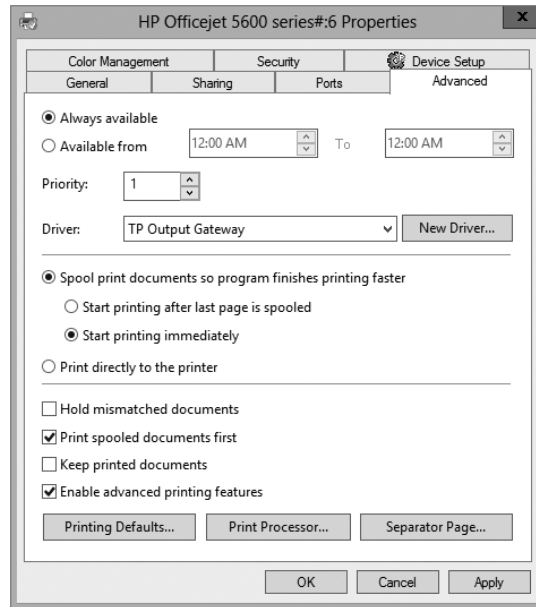 HP Officejet 5600 series#:6 Properties x
Color Management Security Device Setup
General Sharing Ports Advanced
Always available
Available from 12:00 AM To 12:00 AM
Priority: 1
Driver: TP Output Gateway New Driver...
Spool print documents so program finishes printing faster
Start printing after last page is spooled
Start printing immediately
Print directly to the printer
Hold mismatched documents
Print spooled documents first
Keep printed documents
Enable advanced printing features
Printing Defaults... Print Processor... Separator Page...
OK Cancel Apply